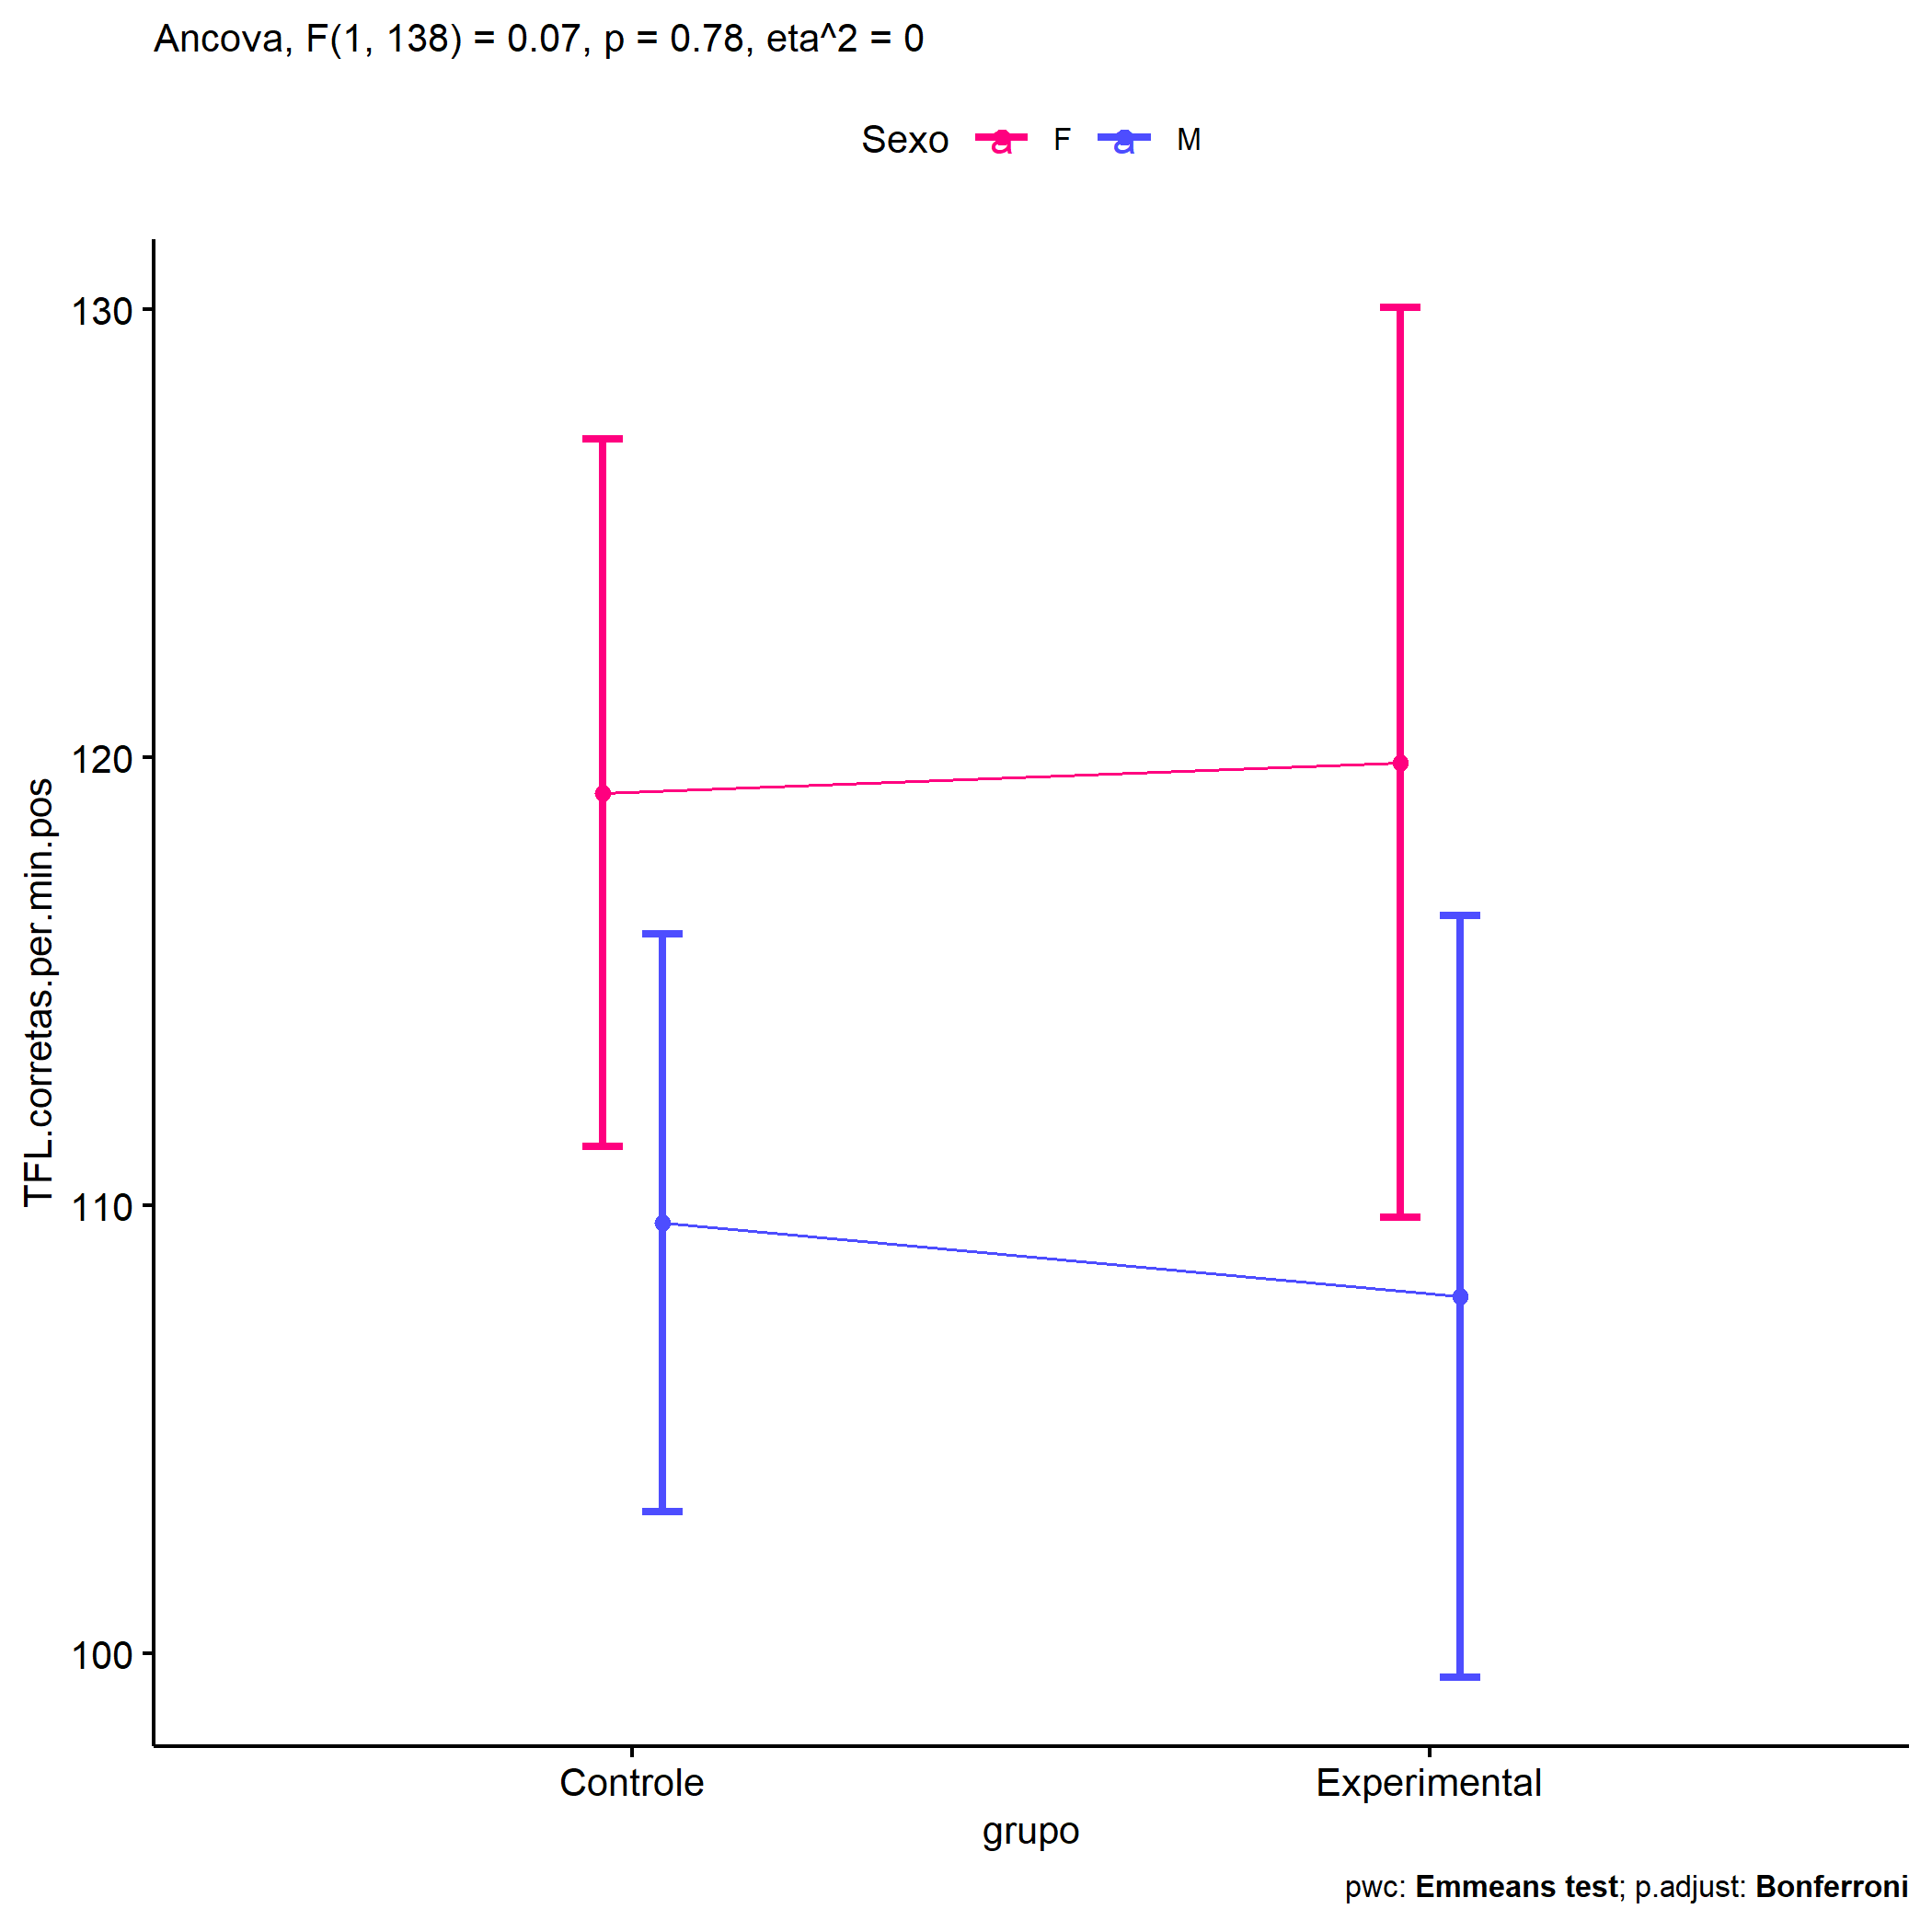 Ancova, F(1, 138) = 0.07, p = 0.78, eta^2 = 0
Sexo a F a M
130
120
110
100
TFL.corretas.per.min.pos
Controle Experimental
grupo
pwc: Emmeans test; p.adjust: Bonferroni